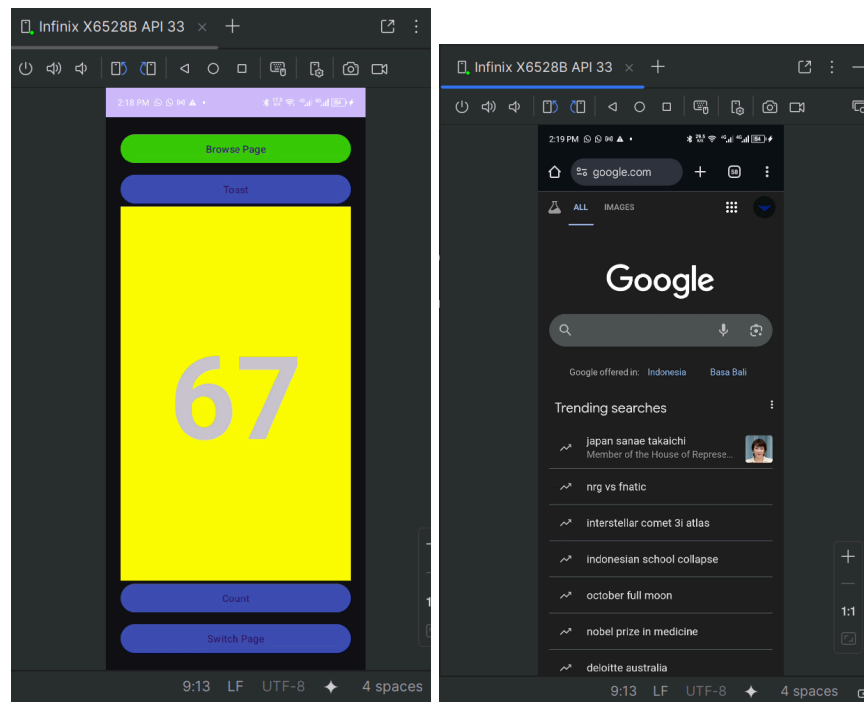 Infinix X6528B API 33
2:18 PM
Browse Page
Toast
67
Count
Switch Page
9:13 LF UTF-8 4 spaces
Infinix X6528B API 33
2:19 PM
google.com
58
ALL IMAGES
Google
Google offered in: Indonesia Basa Bali
Trending searches
japan sanae takaichi
Member of the House of Represe...
nrg vs fnatic
interstellar comet 3i atlas
indonesian school collapse
october full moon
nobel prize in medicine
deloitte australia
1:1
9:13 LF UTF-8 4 spaces